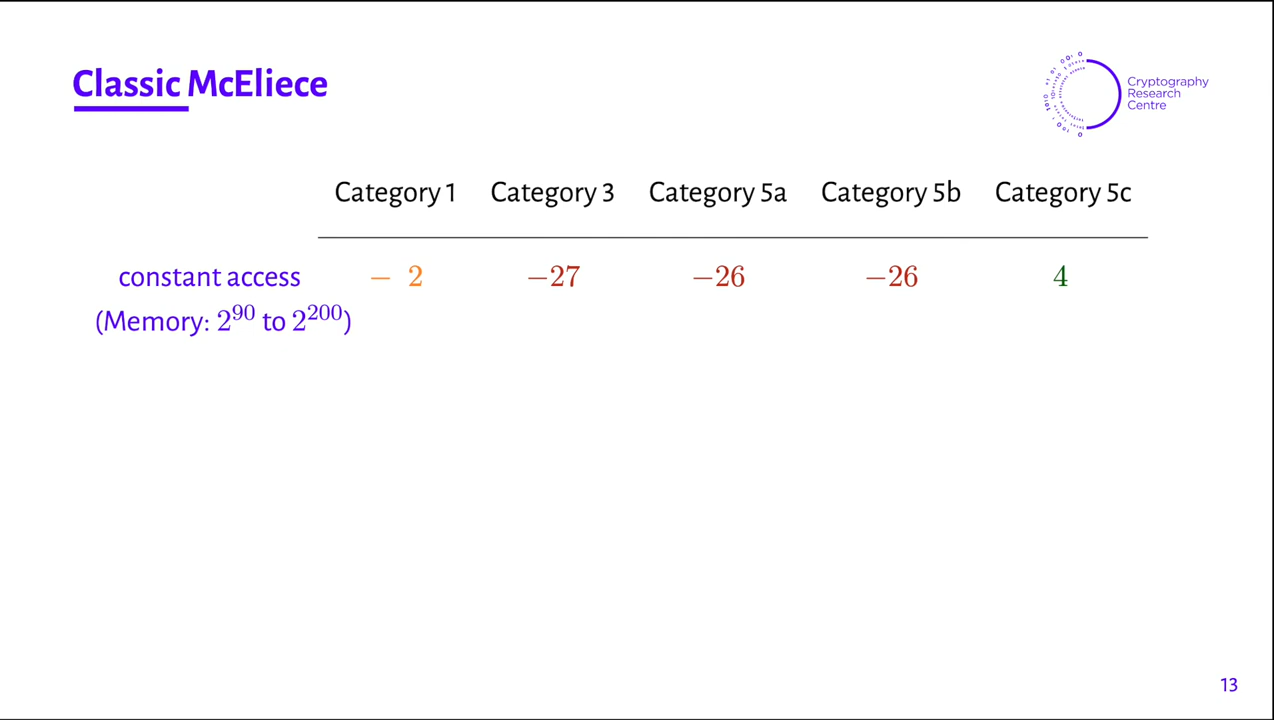 Classic McEliece
Cryptography
Research
Centre
Category 1 Category 3 Category 5a Category 5b Category 5c
constant access − 2 −27 −26 −26 4
(Memory: 2^90 to 2^200)
13